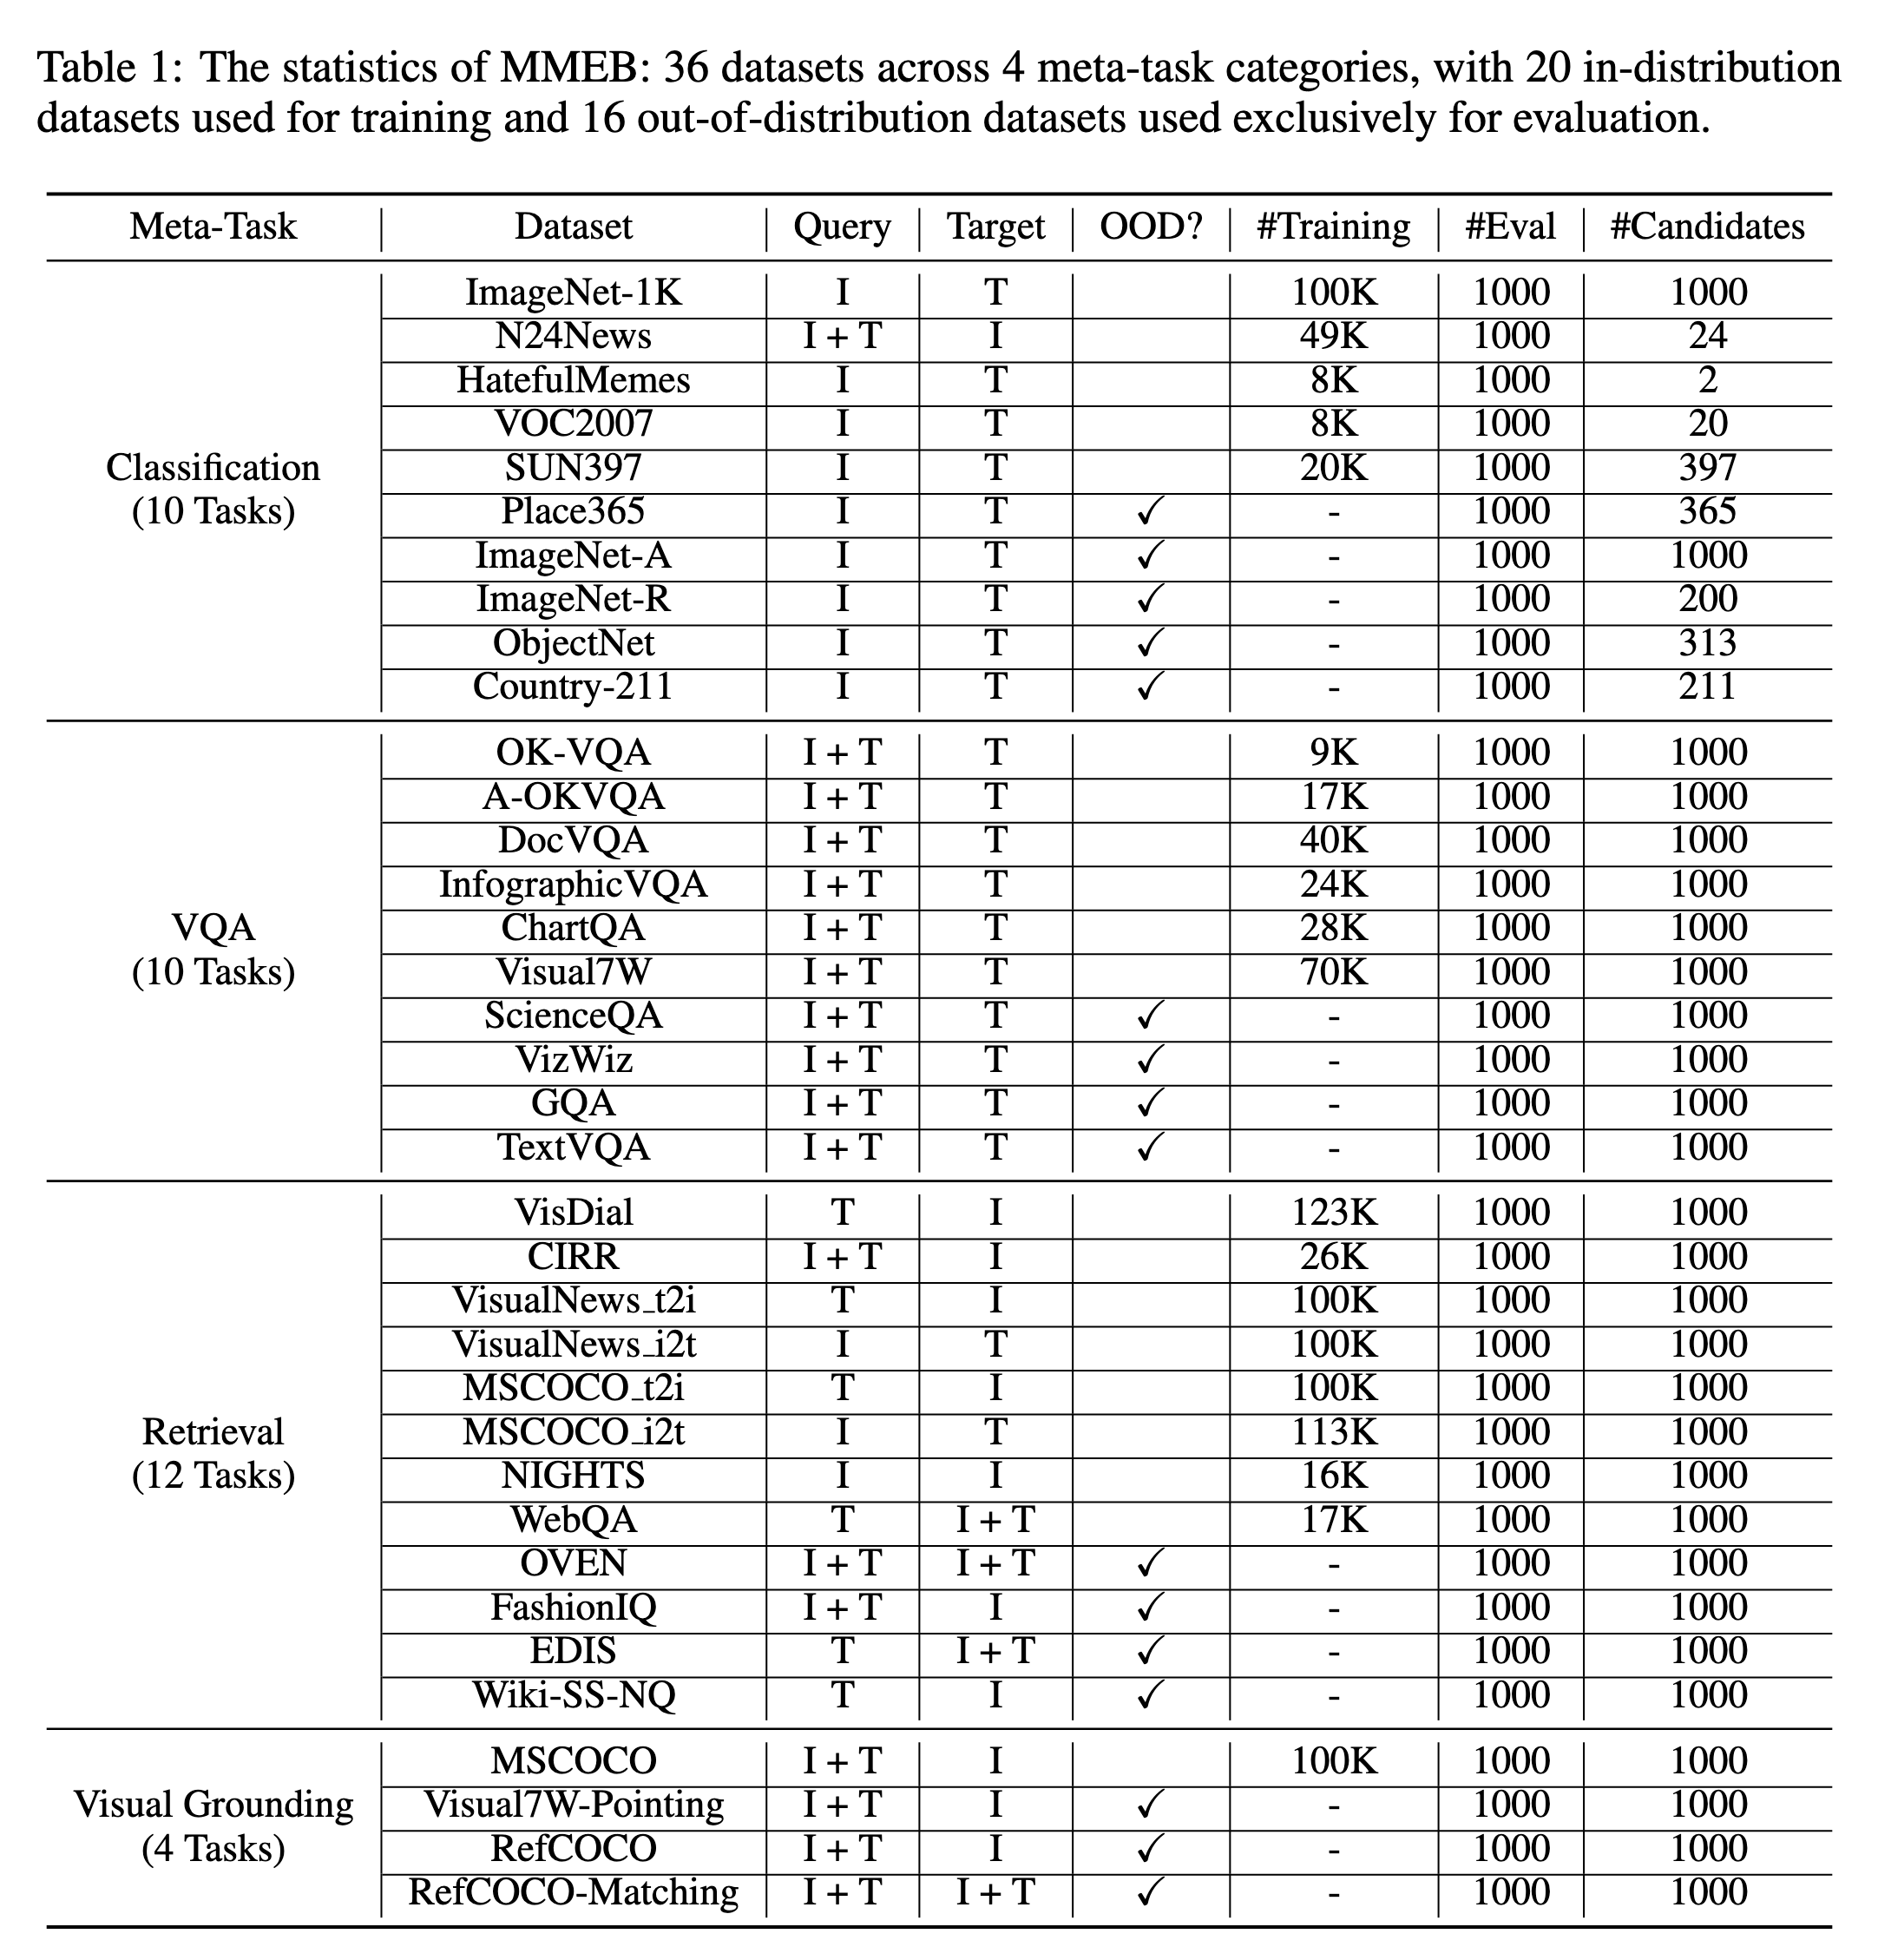 Table 1: The statistics of MMEB: 36 datasets across 4 meta-task categories, with 20 in-distribution
datasets used for training and 16 out-of-distribution datasets used exclusively for evaluation.
Meta-Task Dataset Query Target OOD? #Training #Eval #Candidates
Classification
(10 Tasks)
ImageNet-1K I T 100K 1000 1000
N24News I + T I 49K 1000 24
HatefulMemes I T 8K 1000 2
VOC2007 I T 8K 1000 20
SUN397 I T 20K 1000 397
Place365 I T ✓ - 1000 365
ImageNet-A I T ✓ - 1000 1000
ImageNet-R I T ✓ - 1000 200
ObjectNet I T ✓ - 1000 313
Country-211 I T ✓ - 1000 211
VQA
(10 Tasks)
OK-VQA I + T T 9K 1000 1000
A-OKVQA I + T T 17K 1000 1000
DocVQA I + T T 40K 1000 1000
InfographicVQA I + T T 24K 1000 1000
ChartQA I + T T 28K 1000 1000
Visual7W I + T T 70K 1000 1000
ScienceQA I + T T ✓ - 1000 1000
VizWiz I + T T ✓ - 1000 1000
GQA I + T T ✓ - 1000 1000
TextVQA I + T T ✓ - 1000 1000
Retrieval
(12 Tasks)
VisDial T I 123K 1000 1000
CIRR I + T I 26K 1000 1000
VisualNews_t2i T I 100K 1000 1000
VisualNews_i2t I T 100K 1000 1000
MSCOCO_t2i T I 100K 1000 1000
MSCOCO_i2t I T 113K 1000 1000
NIGHTS I I 16K 1000 1000
WebQA T I + T 17K 1000 1000
OVEN I + T I + T ✓ - 1000 1000
FashionIQ I + T I ✓ - 1000 1000
EDIS T I + T ✓ - 1000 1000
Wiki-SS-NQ T I ✓ - 1000 1000
Visual Grounding
(4 Tasks)
MSCOCO I + T I 100K 1000 1000
Visual7W-Pointing I + T I ✓ - 1000 1000
RefCOCO I + T I ✓ - 1000 1000
RefCOCO-Matching I + T I + T ✓ - 1000 1000